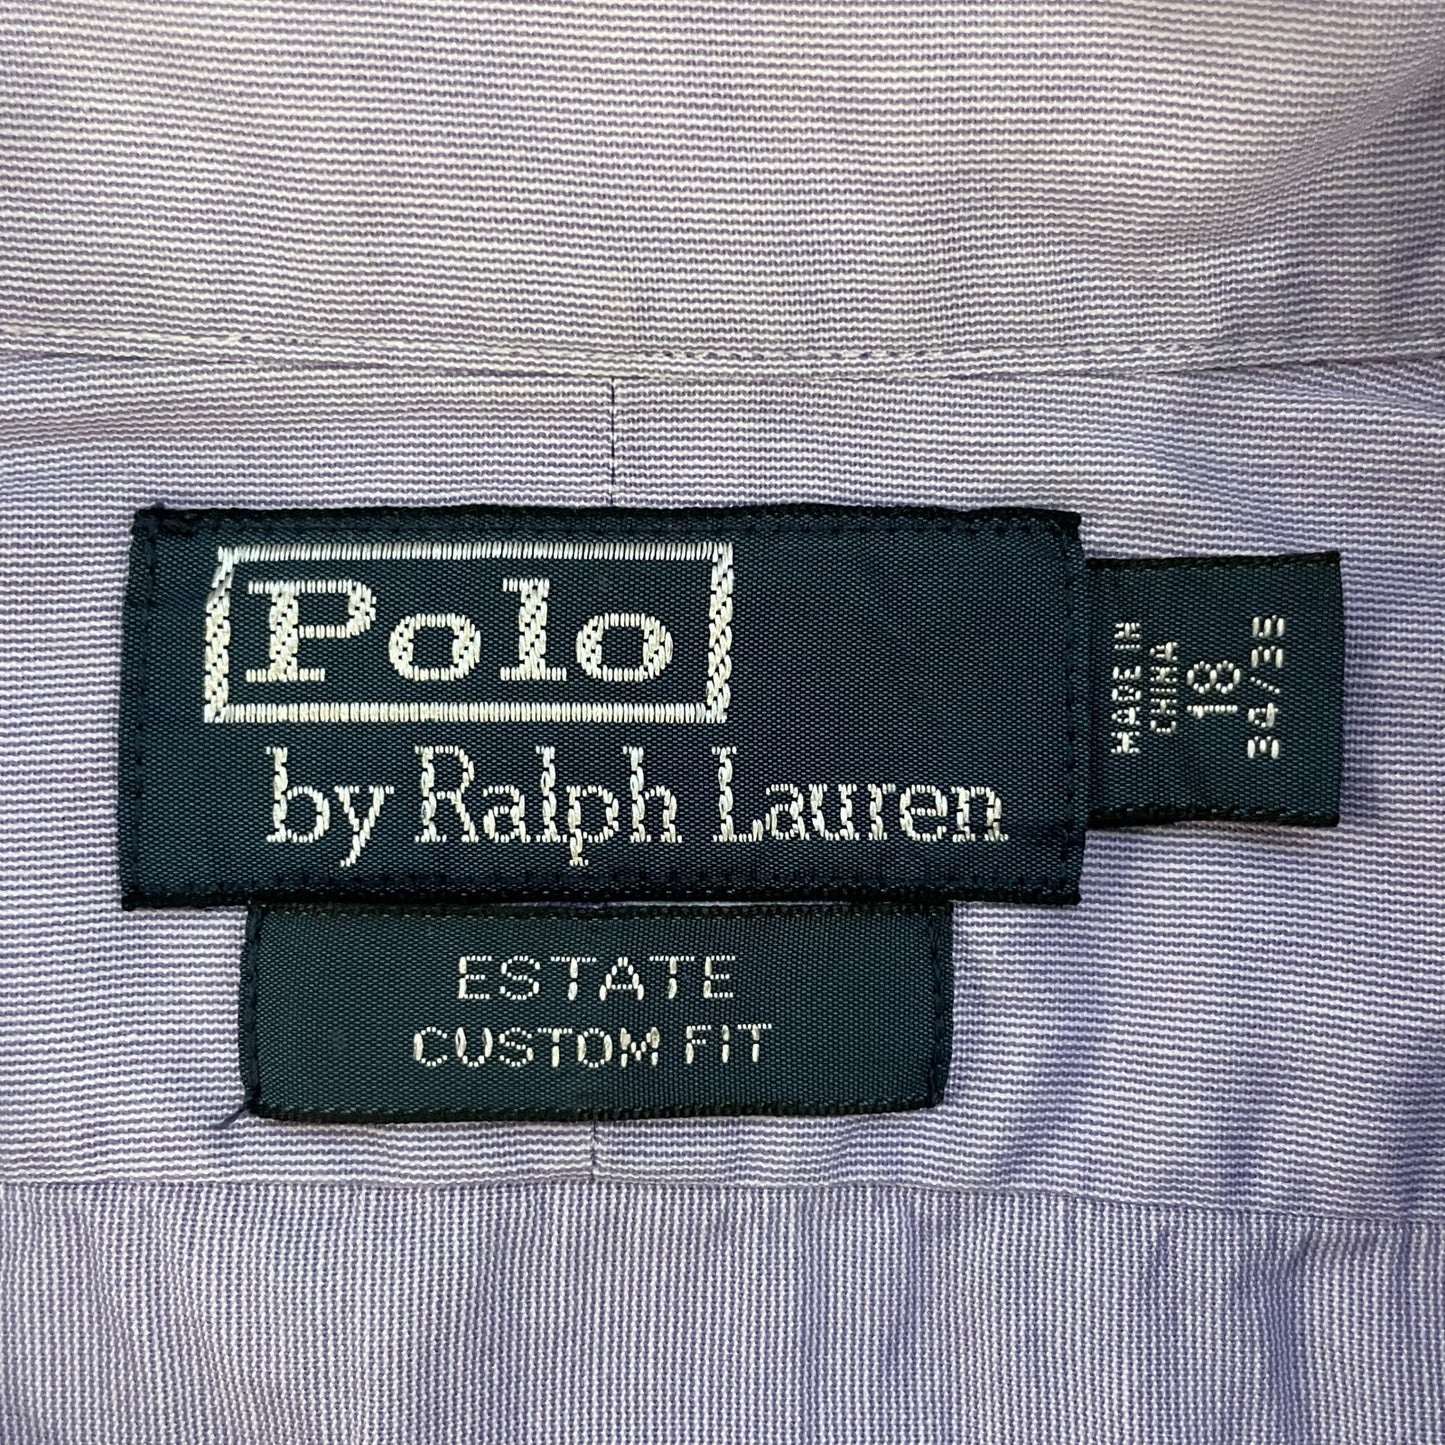 Polo
by Ralph Lauren
ESTATE
CUSTOM FIT
MADE IN
CHINA
18
34/35